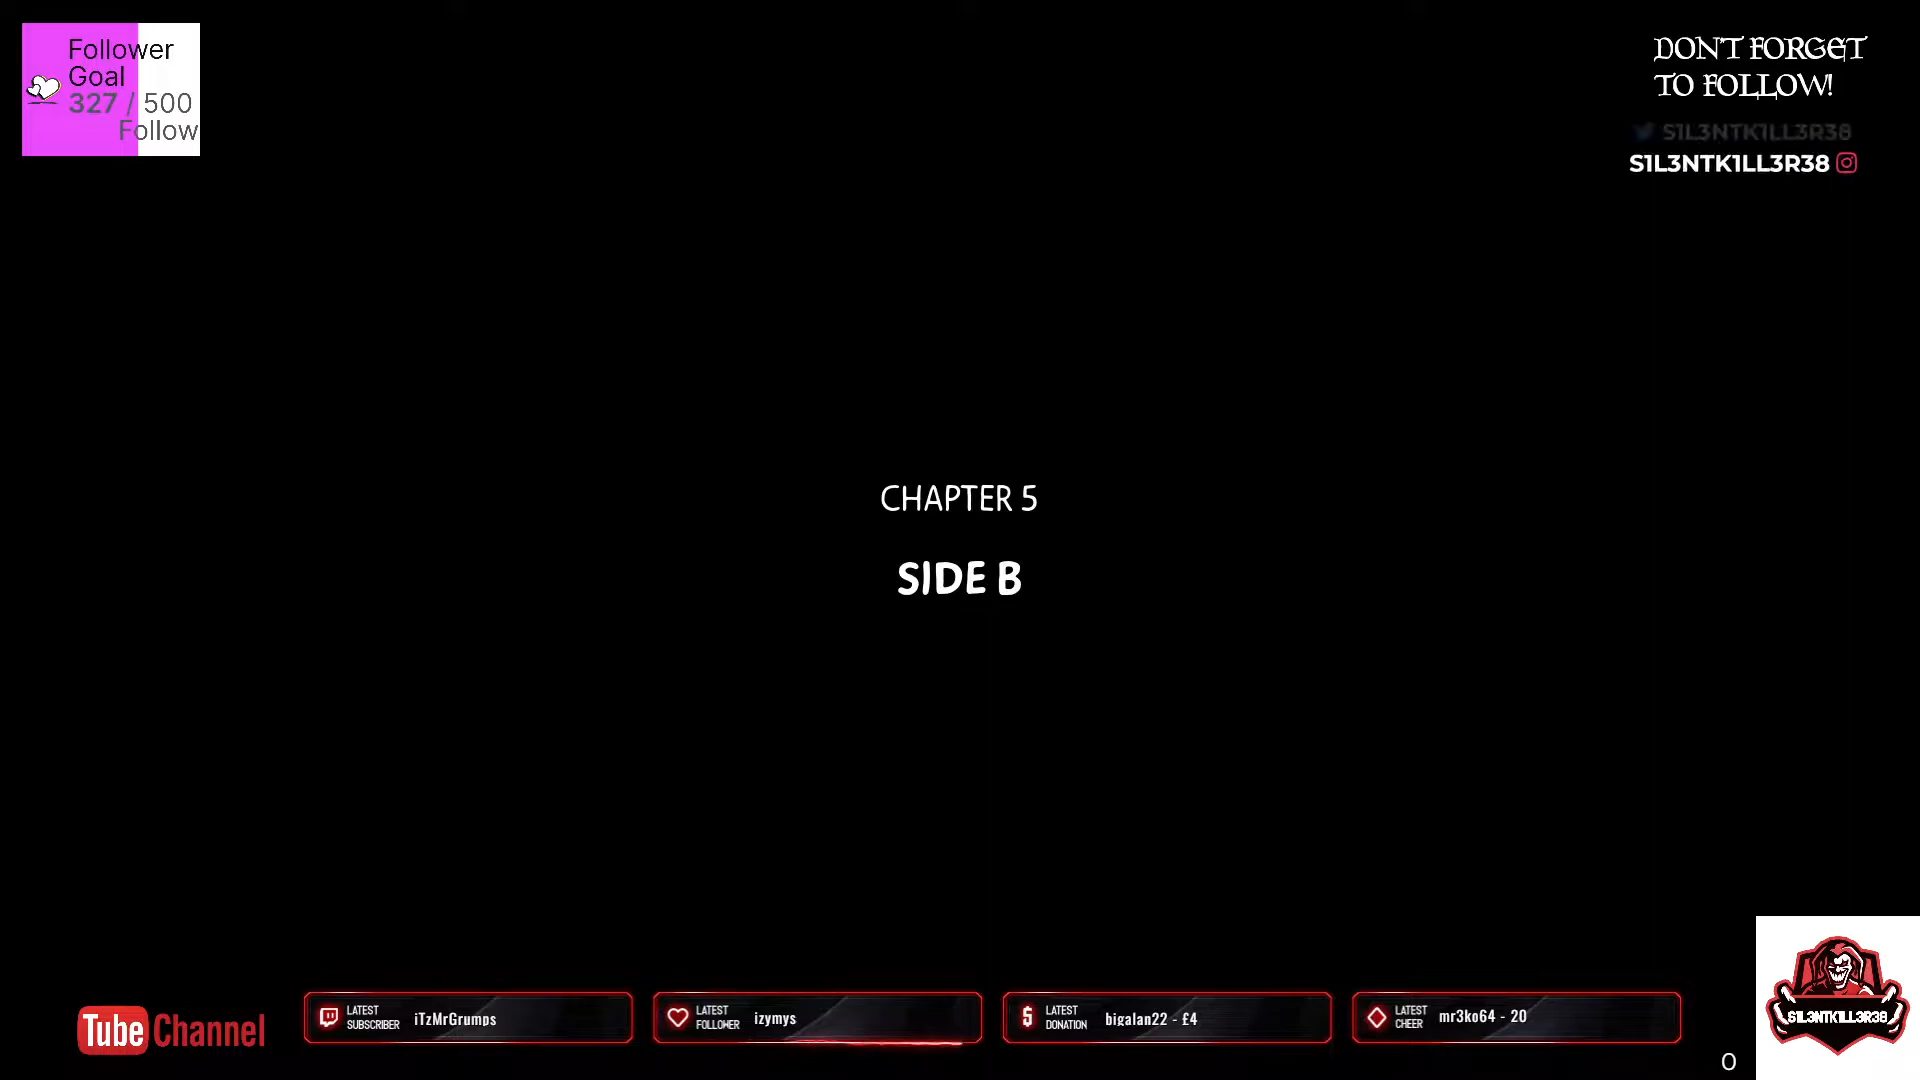 Follower
Goal
327 / 500
Follow
DON'T FORGET
TO FOLLOW!
S1L3NTK1LL3R38
S1L3NTK1LL3R38
CHAPTER 5
SIDE B
Tube Channel
LATEST
SUBSCRIBER
iTzMrGrumps
LATEST
FOLLOWER
izymys
LATEST
DONATION
bigalan22 - £4
LATEST
CHEER
mr3ko64 - 20
0
S1L3NTK1LL3R38